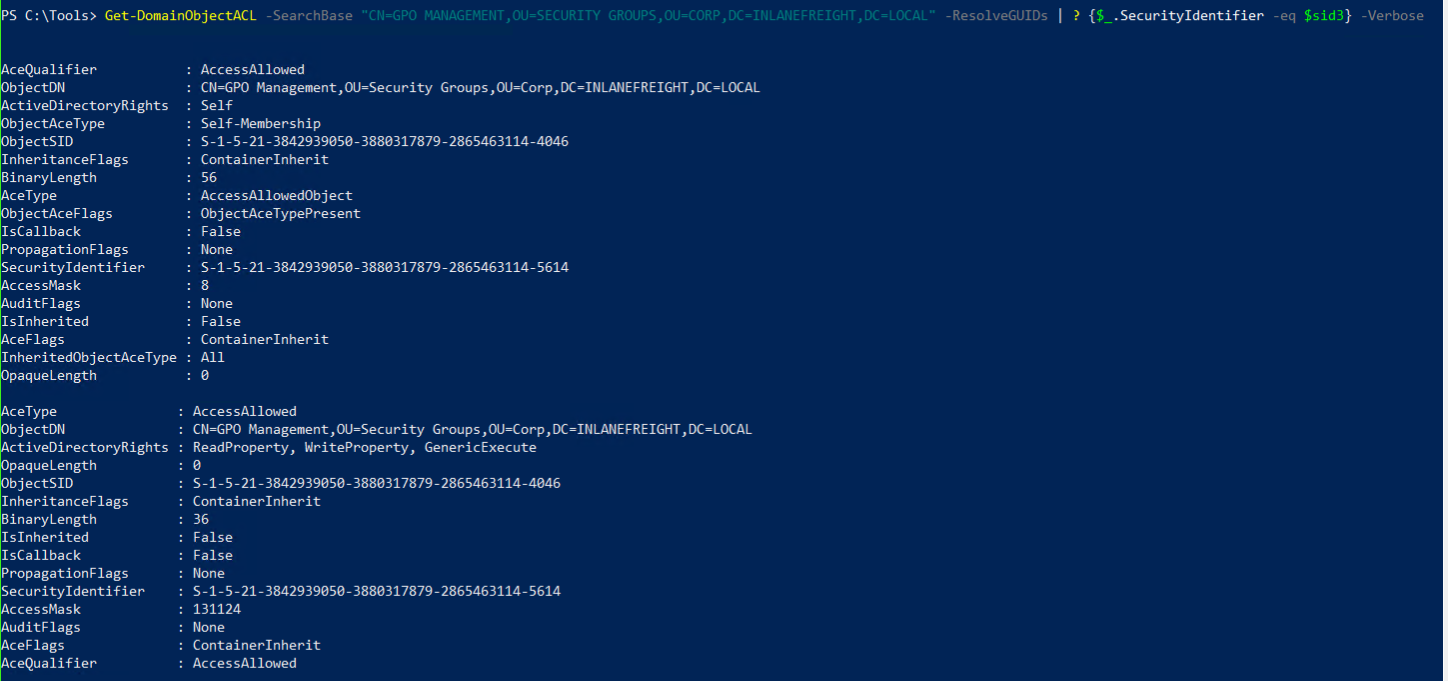 PS C:\Tools> Get-DomainObjectACL -SearchBase "CN=GPO MANAGEMENT,OU=SECURITY GROUPS,OU=CORP,DC=INLANEFREIGHT,DC=LOCAL" -ResolveGUIDs | ? {$_.SecurityIdentifier -eq $sid3} -Verbose
AceQualifier : AccessAllowed
ObjectDN : CN=GPO Management,OU=Security Groups,OU=Corp,DC=INLANEFREIGHT,DC=LOCAL
ActiveDirectoryRights : Self
ObjectAceType : Self-Membership
ObjectSID : S-1-5-21-3842939050-3880317879-2865463114-4046
InheritanceFlags : ContainerInherit
BinaryLength : 56
AceType : AccessAllowedObject
ObjectAceFlags : ObjectAceTypePresent
IsCallback : False
PropagationFlags : None
SecurityIdentifier : S-1-5-21-3842939050-3880317879-2865463114-5614
AccessMask : 8
AuditFlags : None
IsInherited : False
AceFlags : ContainerInherit
InheritedObjectAceType : All
OpaqueLength : 0
AceType : AccessAllowed
ObjectDN : CN=GPO Management,OU=Security Groups,OU=Corp,DC=INLANEFREIGHT,DC=LOCAL
ActiveDirectoryRights : ReadProperty, WriteProperty, GenericExecute
OpaqueLength : 0
ObjectSID : S-1-5-21-3842939050-3880317879-2865463114-4046
InheritanceFlags : ContainerInherit
BinaryLength : 36
IsInherited : False
IsCallback : False
PropagationFlags : None
SecurityIdentifier : S-1-5-21-3842939050-3880317879-2865463114-5614
AccessMask : 131124
AuditFlags : None
AceFlags : ContainerInherit
AceQualifier : AccessAllowed